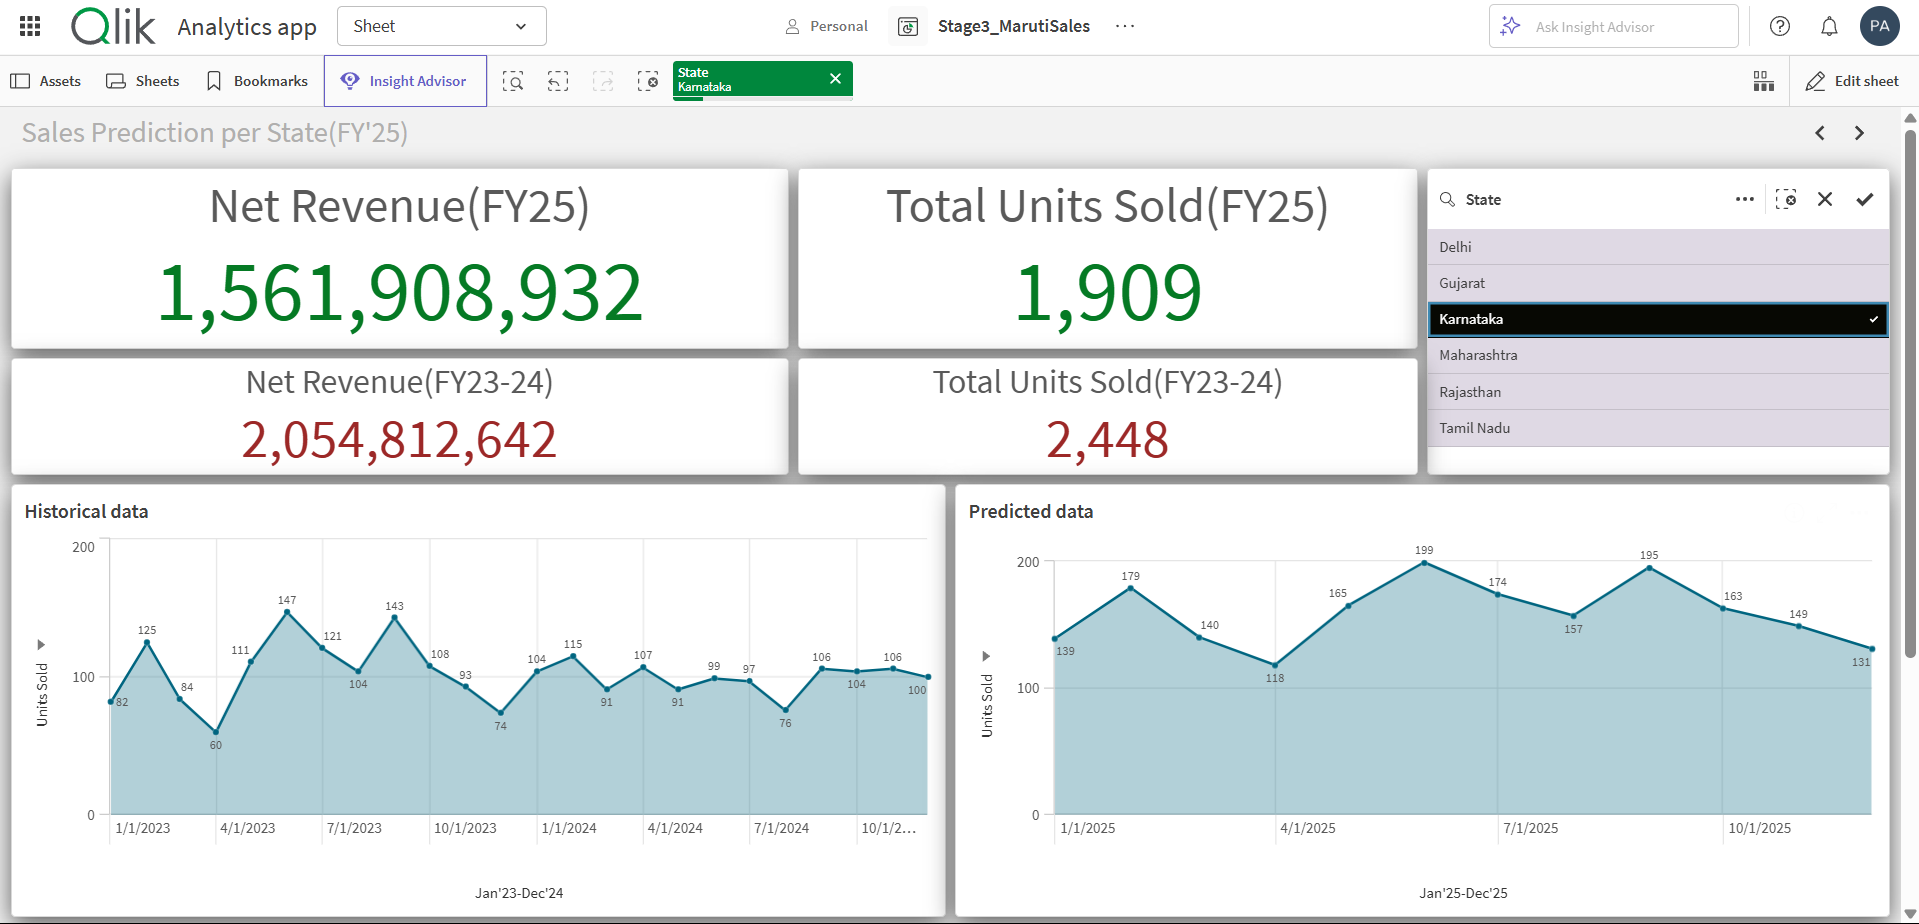 Qlik
Analytics app
Sheet
Personal
Stage3_MarutiSales
Ask Insight Advisor
PA
Assets
Sheets
Bookmarks
Insight Advisor
State
Karnataka
Edit sheet
Sales Prediction per State(FY'25)
Net Revenue(FY25)
1,561,908,932
Total Units Sold(FY25)
1,909
Net Revenue(FY23-24)
2,054,812,642
Total Units Sold(FY23-24)
2,448
State
Delhi
Gujarat
Karnataka
Maharashtra
Rajasthan
Tamil Nadu
Historical data
Units Sold
200
100
0
82
125
84
60
111
147
121
104
143
108
93
74
104
115
91
107
91
99
97
76
106
104
106
100
1/1/2023
4/1/2023
7/1/2023
10/1/2023
1/1/2024
4/1/2024
7/1/2024
10/1/2...
Jan'23-Dec'24
Predicted data
Units Sold
200
100
0
139
179
140
118
165
199
174
157
195
163
149
131
1/1/2025
4/1/2025
7/1/2025
10/1/2025
Jan'25-Dec'25